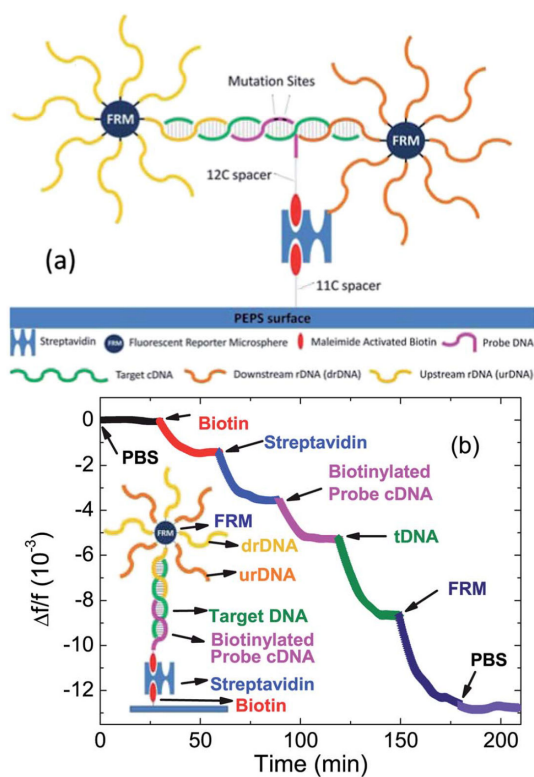 Mutation Sites
FRM
FRM
12C spacer
(a)
11C spacer
PEPS surface
Streptavidin FRM Fluorescent Reporter Microsphere Maleimide Activated Biotin Probe DNA
Target cDNA Downstream rDNA (drDNA) Upstream rDNA (urDNA)
(b)
0
-2
-4
-6
-8
-10
-12
Δf/f (10⁻³)
PBS
Biotin
Streptavidin
Biotinylated
Probe cDNA
tDNA
FRM
PBS
FRM
FRM
drDNA
urDNA
Target DNA
Biotinylated
Probe cDNA
Streptavidin
Biotin
0 50 100 150 200
Time (min)